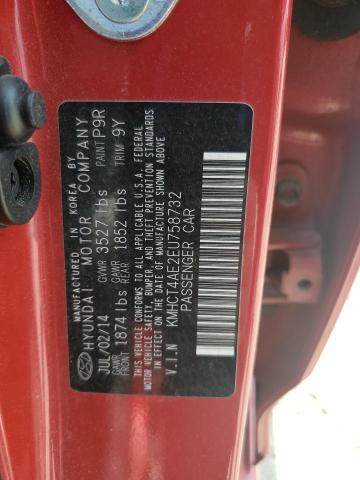 MANUFACTURED IN KOREA BY
HYUNDAI MOTOR COMPANY
JUL/02/14 GVWR 3527 lbs PAINT P9R
GAWR FRONT 1874 lbs GAWR REAR 1852 lbs TRIM 9Y
THIS VEHICLE CONFORMS TO ALL APPLICABLE U.S.A. FEDERAL
MOTOR VEHICLE SAFETY, BUMPER, AND THEFT PREVENTION STANDARDS
IN EFFECT ON THE DATE OF MANUFACTURE SHOWN ABOVE.
V.I.N KMHCT4AE2EU758732
PASSENGER CAR